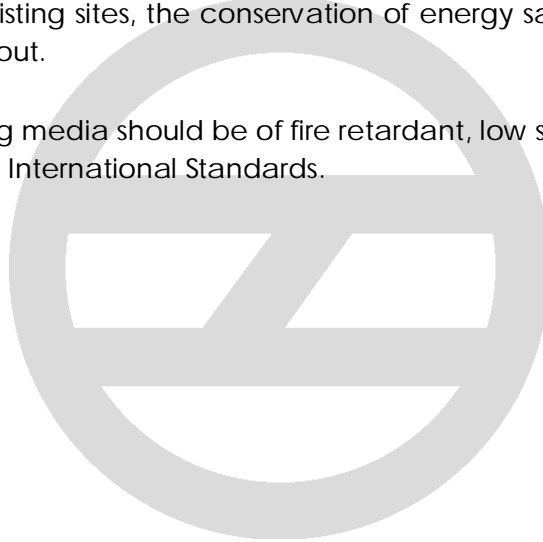 isting sites, the conservation of energy sa
out.
g media should be of fire retardant, low s
International Standards.